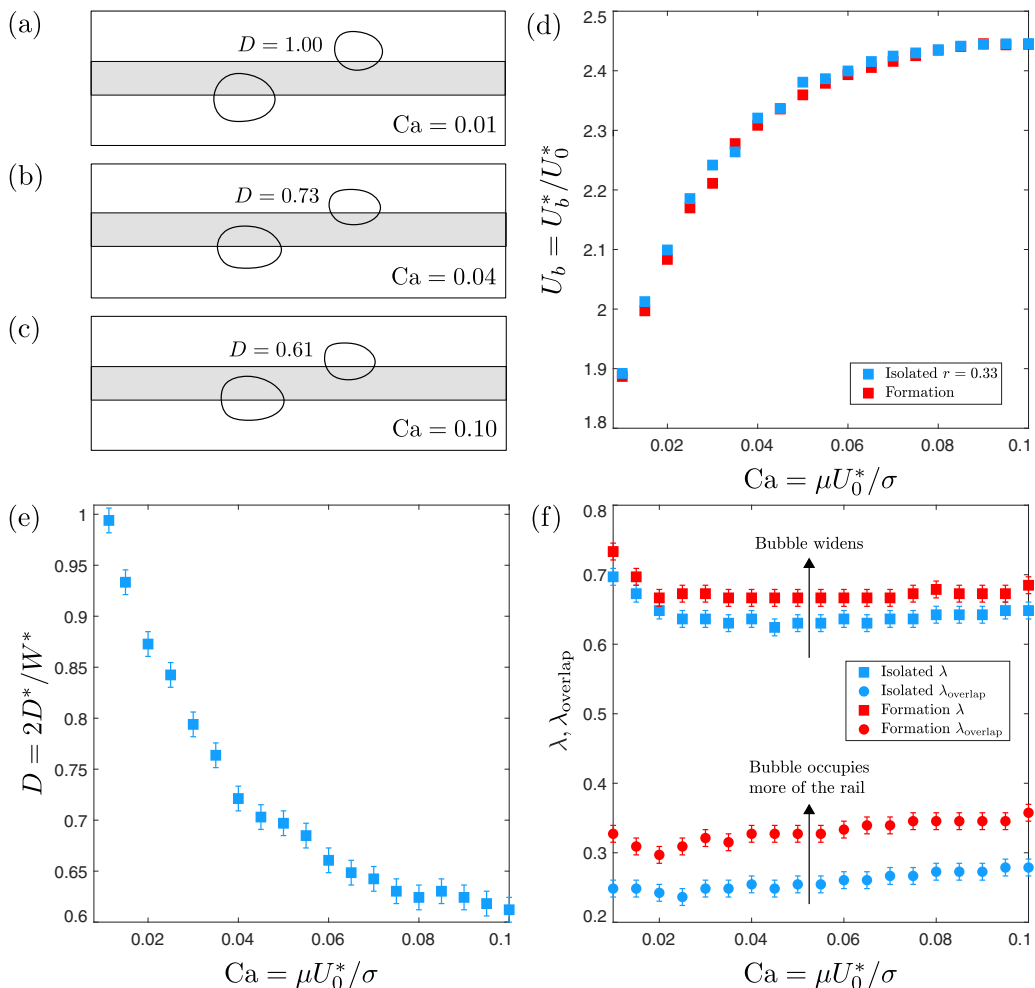 (a)
D = 1.00
Ca = 0.01
(b)
D = 0.73
Ca = 0.04
(c)
D = 0.61
Ca = 0.10
(d)
2.5
2.4
2.3
2.2
2.1
2
1.9
1.8
U_b = U_b^*/U_0^*
Isolated r = 0.33
Formation
0.02
0.04
0.06
0.08
0.1
Ca = μU_0^*/σ
(e)
1
0.95
0.9
0.85
0.8
0.75
0.7
0.65
0.6
D = 2D^*/W^*
0.02
0.04
0.06
0.08
0.1
Ca = μU_0^*/σ
(f)
0.8
0.7
0.6
0.5
0.4
0.3
0.2
λ, λ_overlap
Bubble widens
Isolated λ
Isolated λ_overlap
Formation λ
Formation λ_overlap
Bubble occupies
more of the rail
0.02
0.04
0.06
0.08
0.1
Ca = μU_0^*/σ